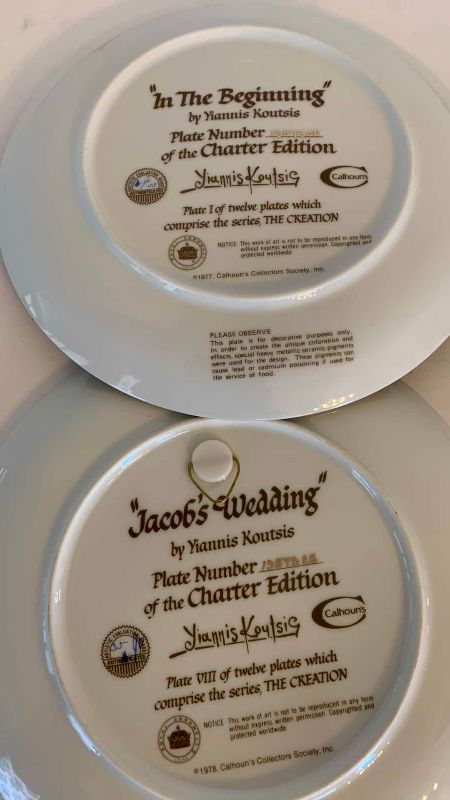 "In The Beginning"
by Yiannis Koutsis
Plate Number
of the Charter Edition
Yiannis Koutsis
Calhoun's
Plate I of twelve plates which
comprise the series, THE CREATION
NOTICE: This work of art is not to be reproduced in any form
without express written permission. Copyrighted and
protected worldwide.
©1977, Calhoun's Collectors Society, Inc.
PLEASE OBSERVE
This plate is for decorative purposes only.
In order to create the unique coloration and
effects, special heavy metallic ceramic pigments
were used for the design. These pigments can
cause lead or cadmium poisoning if used for
the service of food.
"Jacob's Wedding"
by Yiannis Koutsis
Plate Number
of the Charter Edition
Yiannis Koutsis
Calhoun's
Plate VIII of twelve plates which
comprise the series, THE CREATION
NOTICE: This work of art is not to be reproduced in any form
without express written permission. Copyrighted and
protected worldwide
©1978, Calhoun's Collectors Society, Inc.